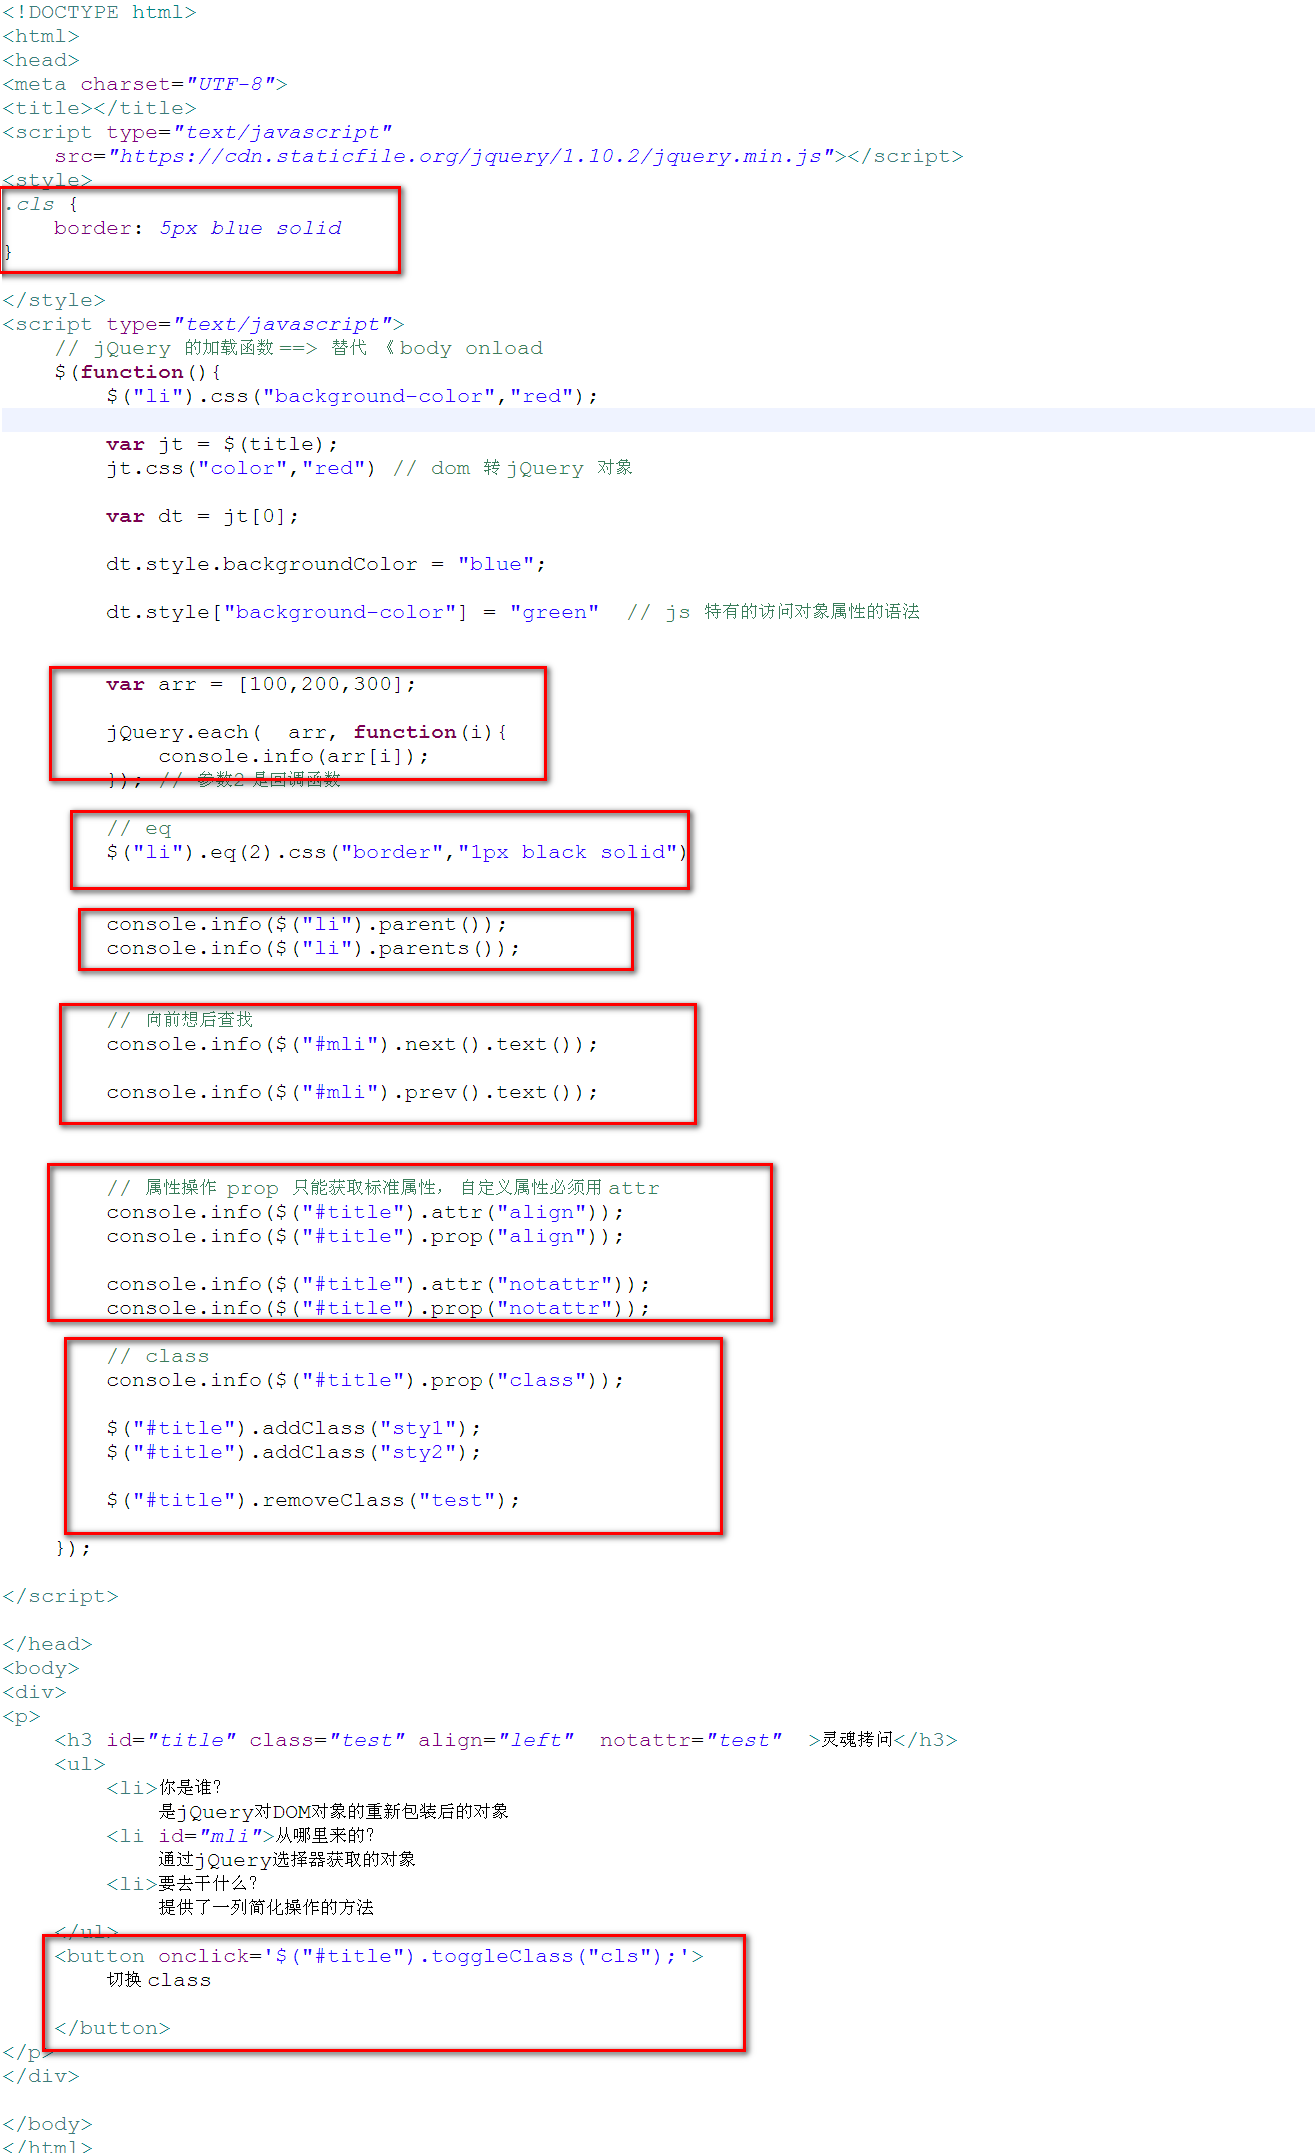 <!DOCTYPE html>
<html>
<head>
<meta charset="UTF-8">
<title></title>
<script type="text/javascript"
    src="https://cdn.staticfile.org/jquery/1.10.2/jquery.min.js"></script>
<style>
.cls {
    border: 5px blue solid
}
</style>
<script type="text/javascript">
    // jQuery 的加载函数==> 替代 《body onload
    $(function(){
        $("li").css("background-color","red");
        var jt = $(title);
        jt.css("color","red") // dom 转jQuery 对象
        var dt = jt[0];
        dt.style.backgroundColor = "blue";
        dt.style["background-color"] = "green"  // js 特有的访问对象属性的语法
        var arr = [100,200,300];
        jQuery.each(  arr, function(i){
            console.info(arr[i]);
        }); // 参数2 是回调函数
        // eq
        $("li").eq(2).css("border","1px black solid")
        console.info($("li").parent());
        console.info($("li").parents());
        // 向前想后查找
        console.info($("#mli").next().text());
        console.info($("#mli").prev().text());
        // 属性操作 prop 只能获取标准属性， 自定义属性必须用attr
        console.info($("#title").attr("align"));
        console.info($("#title").prop("align"));
        console.info($("#title").attr("notattr"));
        console.info($("#title").prop("notattr"));
        // class
        console.info($("#title").prop("class"));
        $("#title").addClass("sty1");
        $("#title").addClass("sty2");
        $("#title").removeClass("test");
    });
</script>
</head>
<body>
<div>
<p>
    <h3 id="title" class="test" align="left"  notattr="test"  >灵魂拷问</h3>
    <ul>
        <li>你是谁?
            是jQuery对DOM对象的重新包装后的对象
        <li id="mli">从哪里来的?
            通过jQuery选择器获取的对象
        <li>要去干什么?
            提供了一列简化操作的方法
    </ul>
    <button onclick='$("#title").toggleClass("cls");'>
        切换class
    </button>
</p>
</div>
</body>
</html>